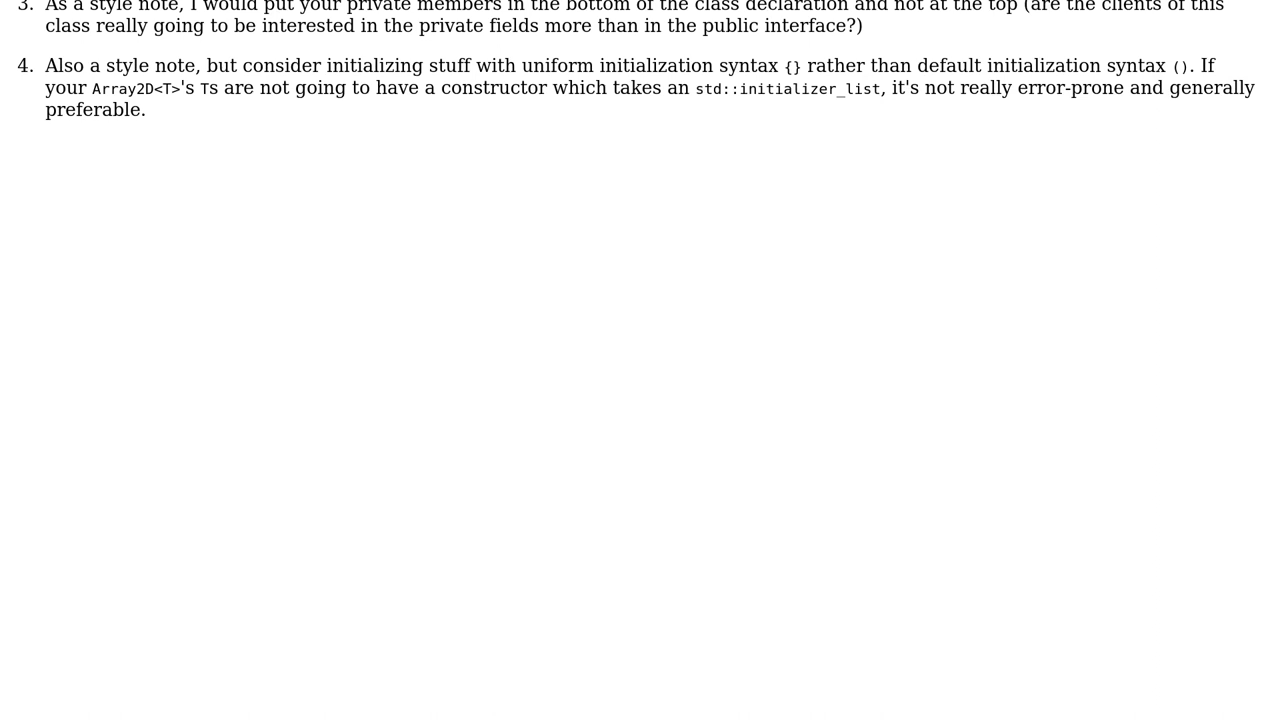 3. As a style note, I would put your private members in the bottom of the class declaration and not at the top (are the clients of this
class really going to be interested in the private fields more than in the public interface?)
4. Also a style note, but consider initializing stuff with uniform initialization syntax {} rather than default initialization syntax (). If
your Array2D<T>'s Ts are not going to have a constructor which takes an std::initializer_list, it's not really error-prone and generally
preferable.